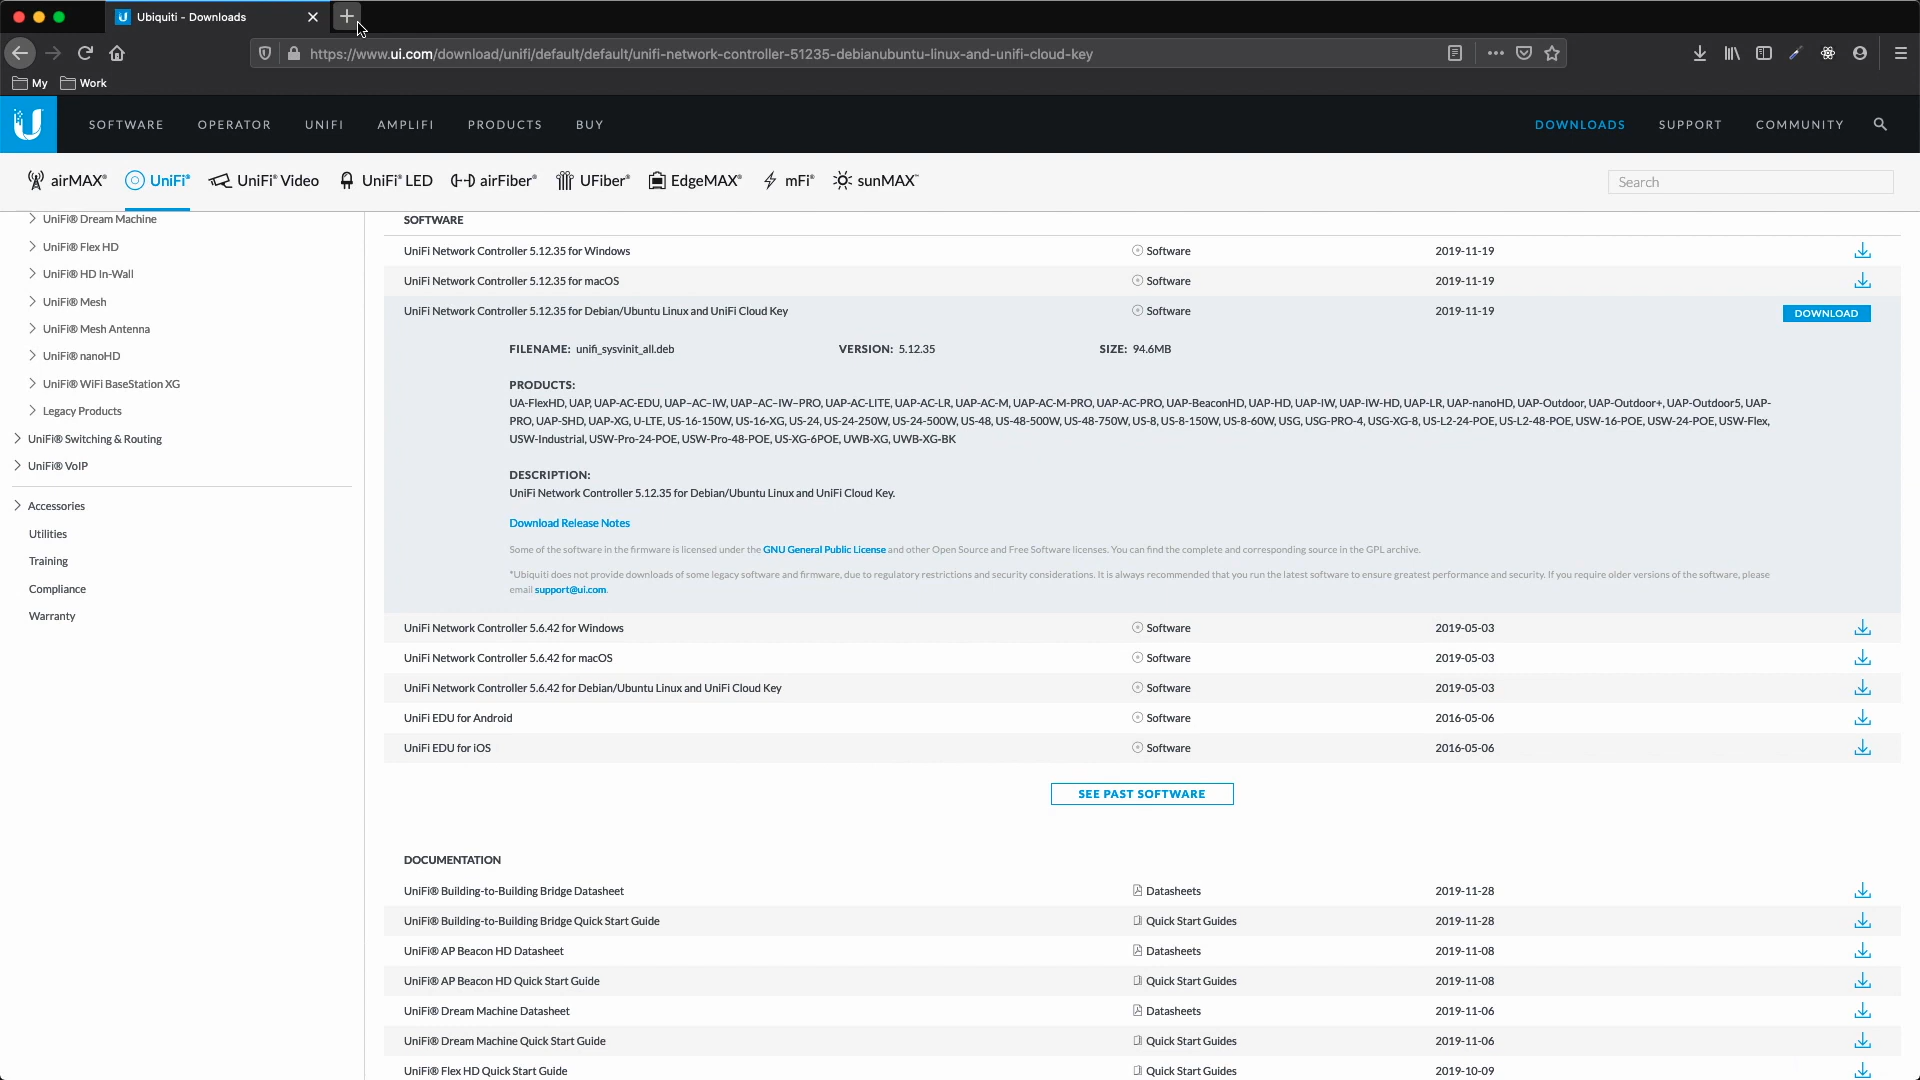 Ubiquiti - Downloads
https://www.ui.com/download/unifi/default/default/unifi-network-controller-51235-debianubuntu-linux-and-unifi-cloud-key
My Work
SOFTWARE OPERATOR UNIFI AMPLIFI PRODUCTS BUY DOWNLOADS SUPPORT COMMUNITY
airMAX® UniFi® UniFi® Video UniFi® LED airFiber® UFiber® EdgeMAX® mFi® sunMAX™ Search
UniFi® Dream Machine
UniFi® Flex HD
UniFi® HD In-Wall
UniFi® Mesh
UniFi® Mesh Antenna
UniFi® nanoHD
UniFi® WiFi BaseStation XG
Legacy Products
UniFi® Switching & Routing
UniFi® VoIP
Accessories
Utilities
Training
Compliance
Warranty
SOFTWARE
UniFi Network Controller 5.12.35 for Windows Software 2019-11-19
UniFi Network Controller 5.12.35 for macOS Software 2019-11-19
UniFi Network Controller 5.12.35 for Debian/Ubuntu Linux and UniFi Cloud Key Software 2019-11-19 DOWNLOAD
FILENAME: unifi_sysvinit_all.deb VERSION: 5.12.35 SIZE: 94.6MB
PRODUCTS:
UA-FlexHD, UAP, UAP-AC-EDU, UAP–AC–IW, UAP–AC–IW–PRO, UAP-AC-LITE, UAP-AC-LR, UAP-AC-M, UAP-AC-M-PRO, UAP-AC-PRO, UAP-BeaconHD, UAP-HD, UAP-IW, UAP-IW-HD, UAP-LR, UAP-nanoHD, UAP-Outdoor, UAP-Outdoor+, UAP-Outdoor5, UAP-
PRO, UAP-SHD, UAP-XG, U-LTE, US-16-150W, US-16-XG, US-24, US-24-250W, US-24-500W, US-48, US-48-500W, US-48-750W, US-8, US-8-150W, US-8-60W, USG, USG-PRO-4, USG-XG-8, US-L2-24-POE, US-L2-48-POE, USW-16-POE, USW-24-POE, USW-Flex,
USW-Industrial, USW-Pro-24-POE, USW-Pro-48-POE, US-XG-6POE, UWB-XG, UWB-XG-BK
DESCRIPTION:
UniFi Network Controller 5.12.35 for Debian/Ubuntu Linux and UniFi Cloud Key.
Download Release Notes
Some of the software in the firmware is licensed under the GNU General Public License and other Open Source and Free Software licenses. You can find the complete and corresponding source in the GPL archive.
*Ubiquiti does not provide downloads of some legacy software and firmware, due to regulatory restrictions and security considerations. It is always recommended that you run the latest software to ensure greatest performance and security. If you require older versions of the software, please
email support@ui.com.
UniFi Network Controller 5.6.42 for Windows Software 2019-05-03
UniFi Network Controller 5.6.42 for macOS Software 2019-05-03
UniFi Network Controller 5.6.42 for Debian/Ubuntu Linux and UniFi Cloud Key Software 2019-05-03
UniFi EDU for Android Software 2016-05-06
UniFi EDU for iOS Software 2016-05-06
SEE PAST SOFTWARE
DOCUMENTATION
UniFi® Building-to-Building Bridge Datasheet Datasheets 2019-11-28
UniFi® Building-to-Building Bridge Quick Start Guide Quick Start Guides 2019-11-28
UniFi® AP Beacon HD Datasheet Datasheets 2019-11-08
UniFi® AP Beacon HD Quick Start Guide Quick Start Guides 2019-11-08
UniFi® Dream Machine Datasheet Datasheets 2019-11-06
UniFi® Dream Machine Quick Start Guide Quick Start Guides 2019-11-06
UniFi® Flex HD Quick Start Guide Quick Start Guides 2019-10-09